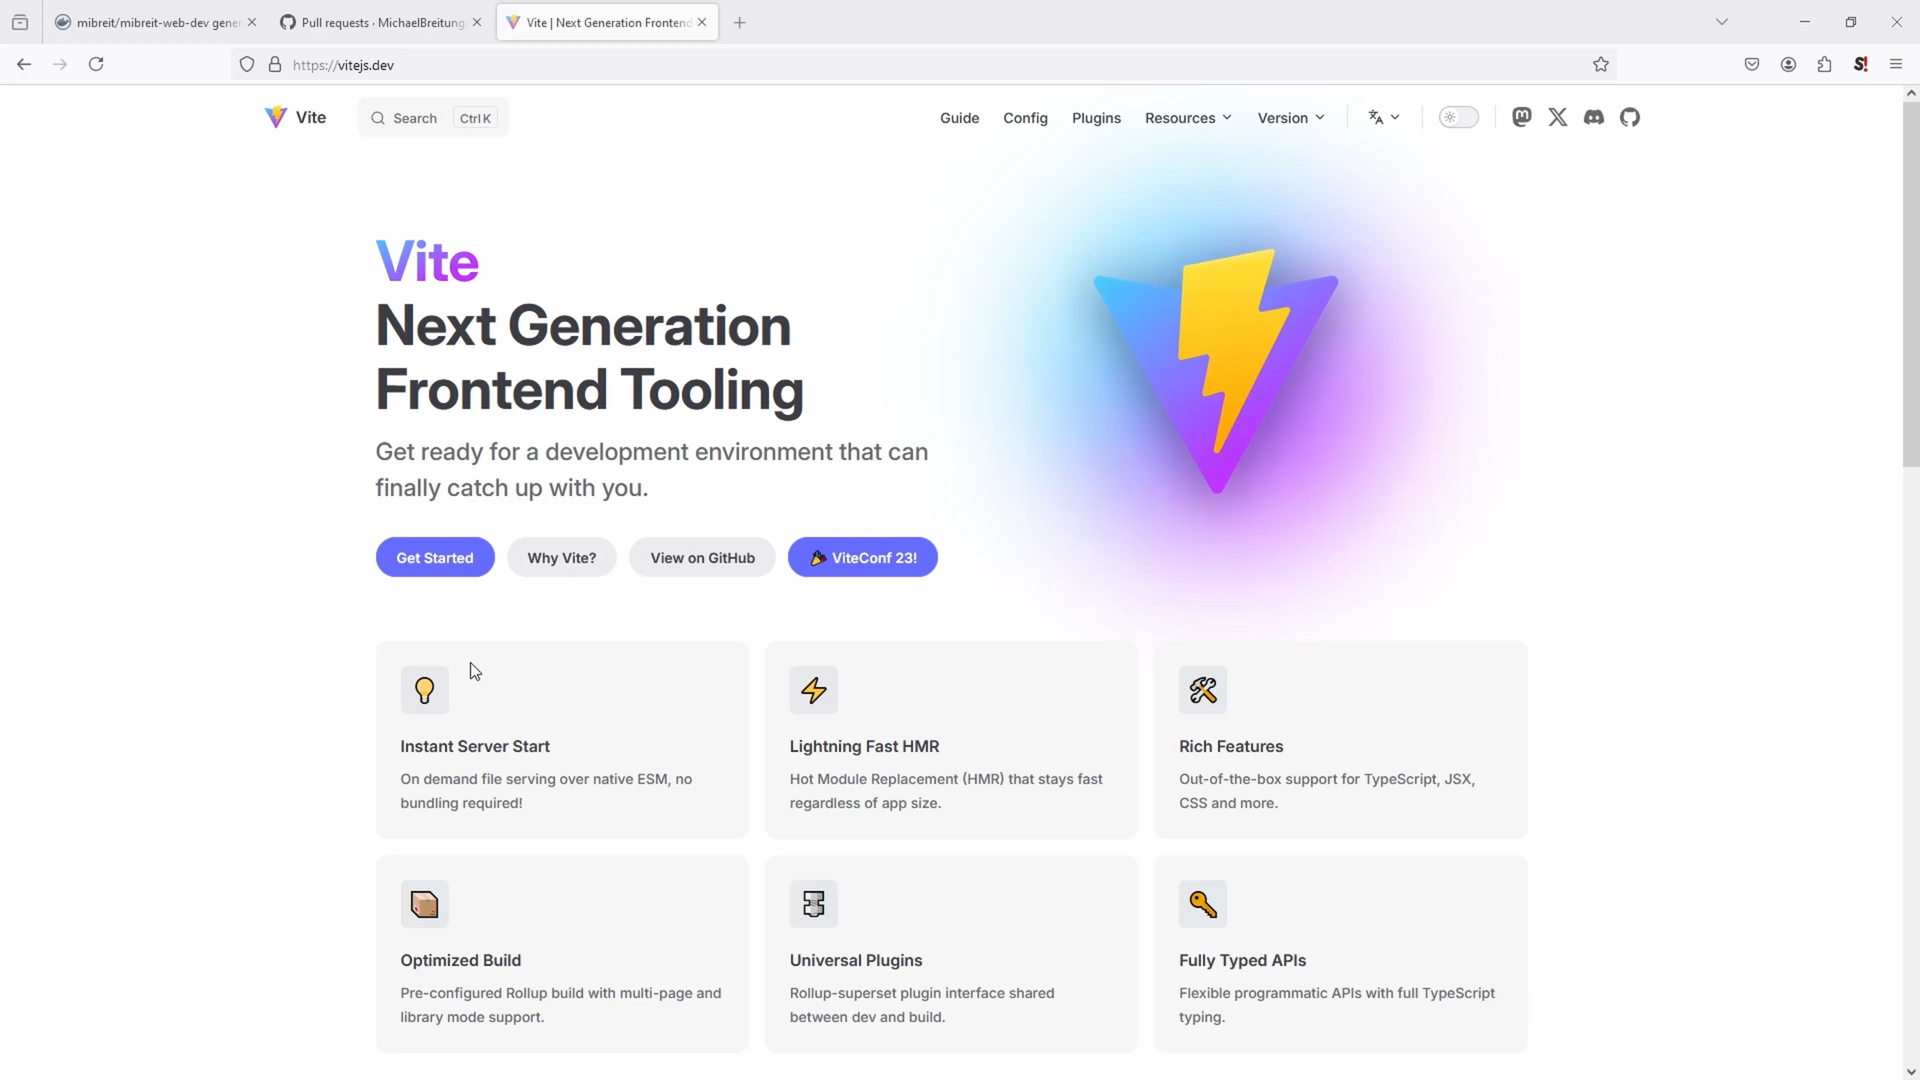 mibreit/mibreit-web-dev gener
Pull requests · MichaelBreitung
Vite | Next Generation Frontend
https://vitejs.dev
Vite
Search
Ctrl K
Guide
Config
Plugins
Resources
Version
Vite
Next Generation
Frontend Tooling
Get ready for a development environment that can
finally catch up with you.
Get Started
Why Vite?
View on GitHub
ViteConf 23!
Instant Server Start
On demand file serving over native ESM, no
bundling required!
Lightning Fast HMR
Hot Module Replacement (HMR) that stays fast
regardless of app size.
Rich Features
Out-of-the-box support for TypeScript, JSX,
CSS and more.
Optimized Build
Pre-configured Rollup build with multi-page and
library mode support.
Universal Plugins
Rollup-superset plugin interface shared
between dev and build.
Fully Typed APIs
Flexible programmatic APIs with full TypeScript
typing.